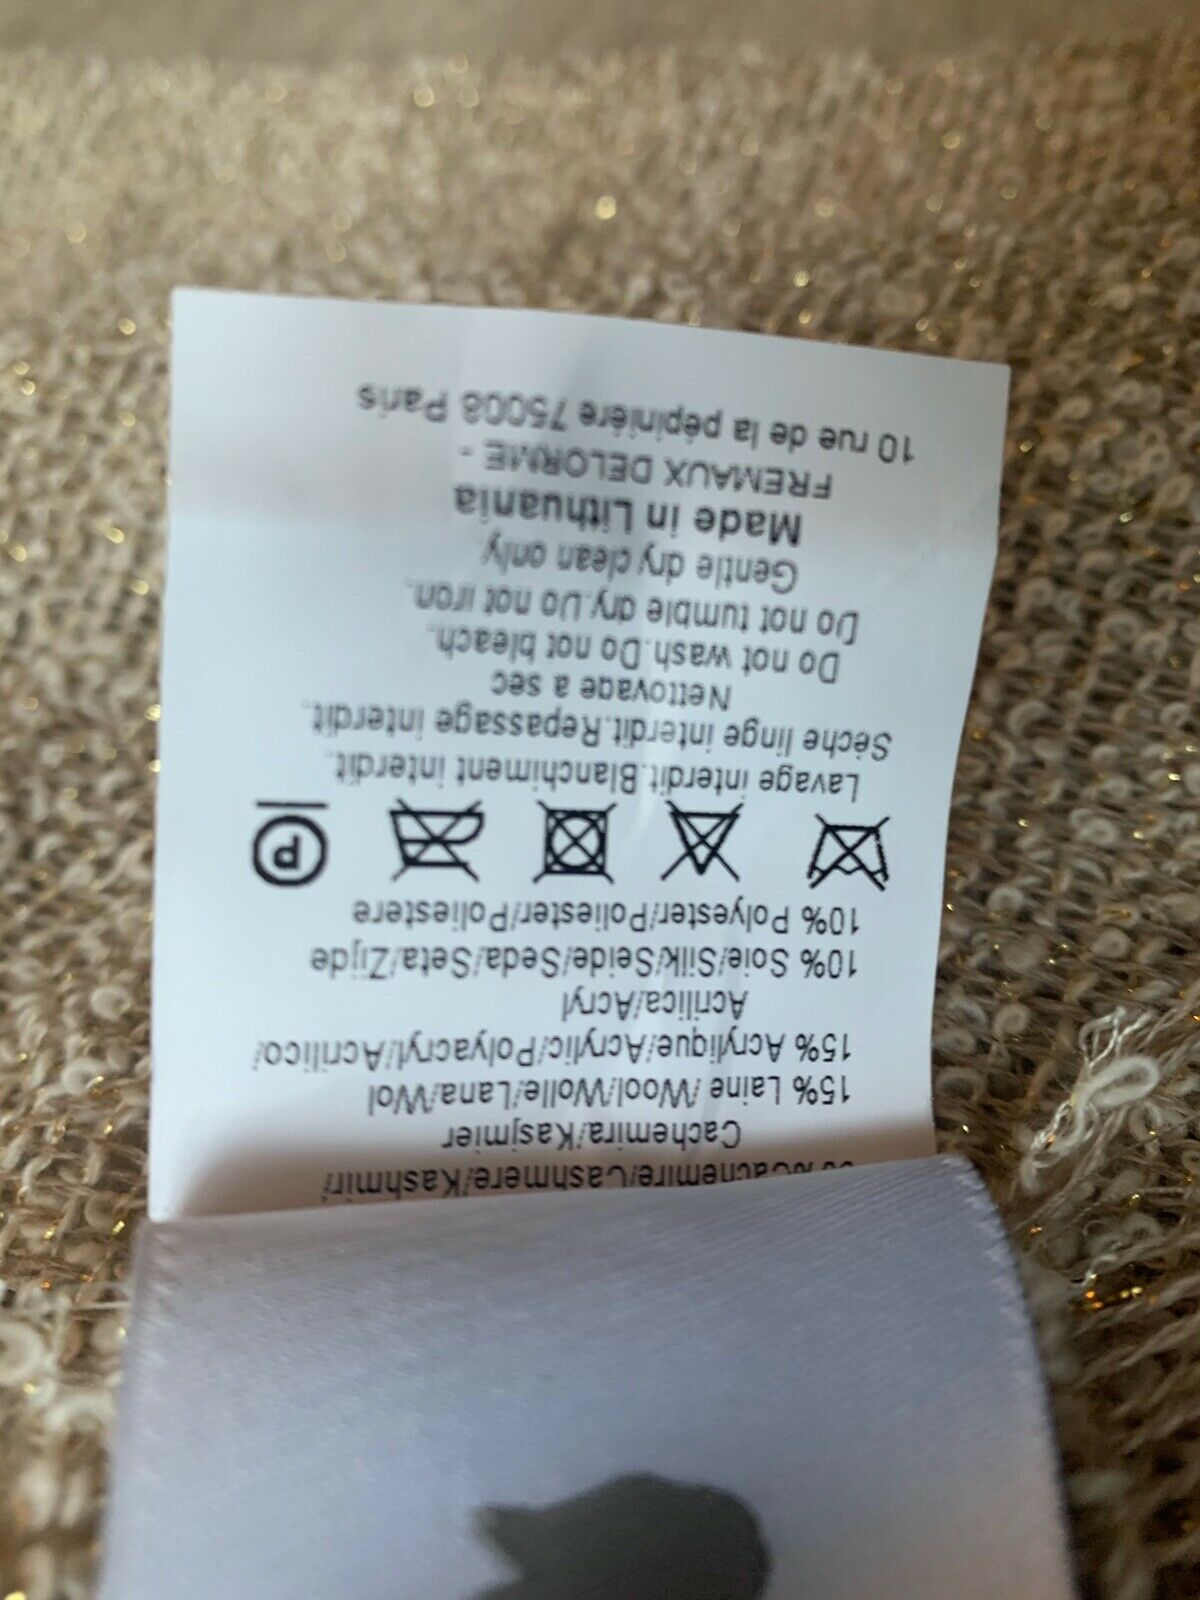 Cachemire/Cashmere/Kashmir/
Cachemira/Kasjmier
15% Laine /Wool/Wolle/Lana/Wol
15% Acrylique/Acrylic/Polyacryl/Acrilico/
Acrilica/Acryl
10% Soie/Silk/Seide/Seda/Seta/Zijde
10% Polyester/Poliester/Poliestere
P
Lavage interdit.Blanchiment interdit.
Sèche linge interdit.Repassage interdit.
Nettoyage a sec
Do not wash.Do not bleach.
Do not tumble dry.Do not iron.
Gentle dry clean only.
Made in Lithuania
FREMAUX DELORME -
10 rue de la pépinière 75008 Paris